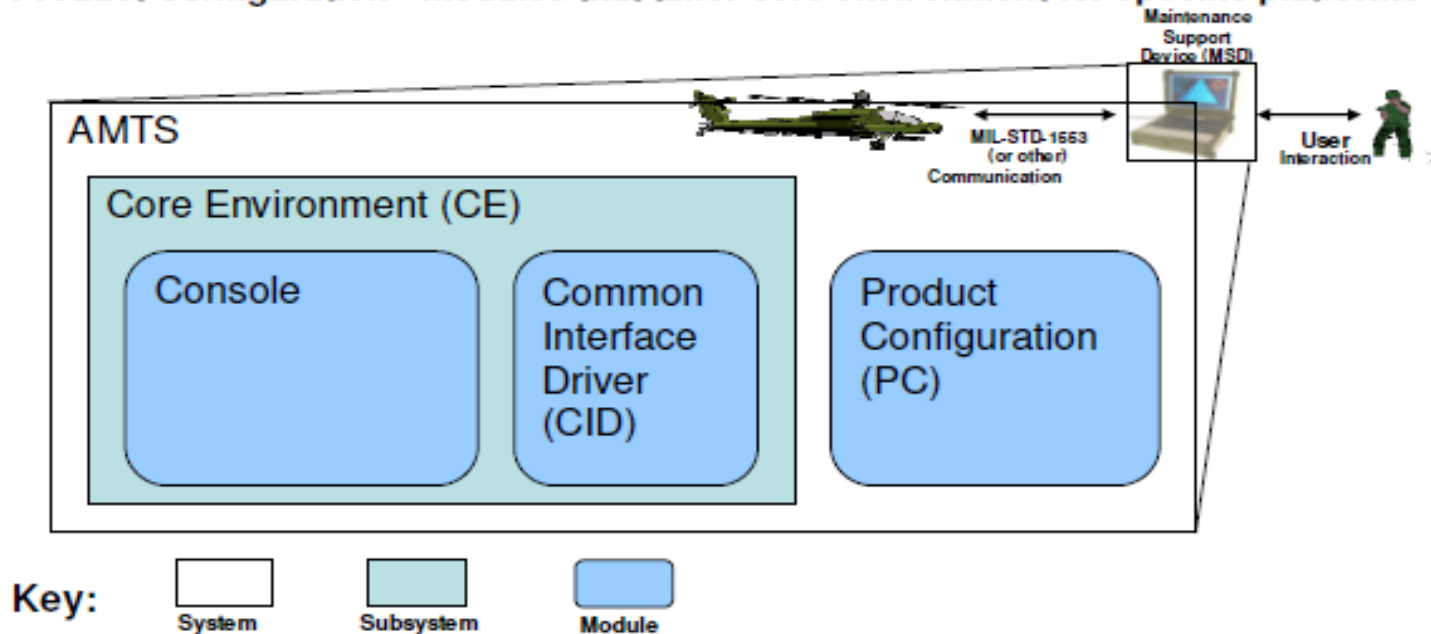 Maintenance
Support
Device (MSD)
AMTS
MIL-STD-1553
(or other)
Communication
User
Interaction
Core Environment (CE)
Console
Common
Interface
Driver
(CID)
Product
Configuration
(PC)
Key:
System
Subsystem
Module